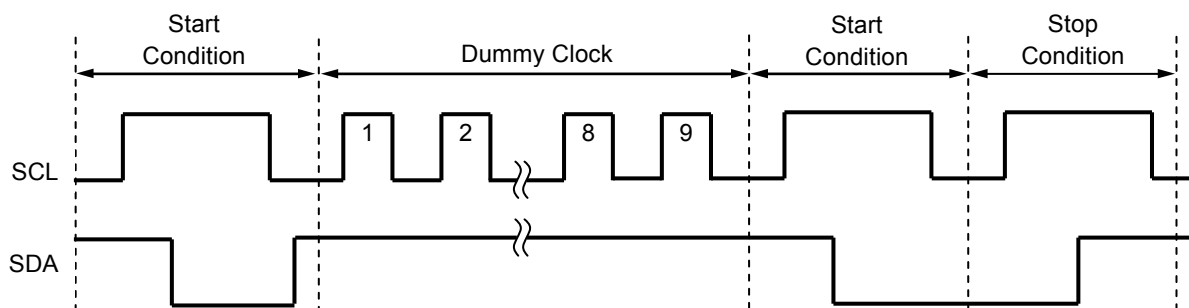 Start
Condition
Dummy Clock
Start
Condition
Stop
Condition
SCL
1
2
8
9
SDA